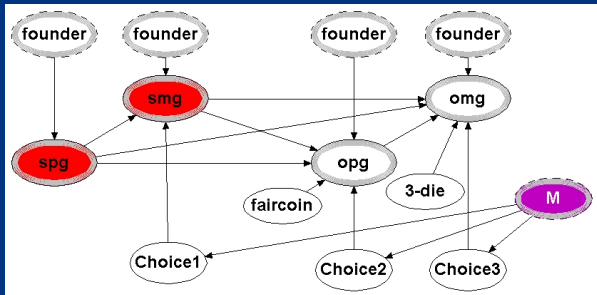 founder
founder
founder
founder
smg
omg
spg
opg
3-die
faircoin
M
Choice1
Choice2
Choice3